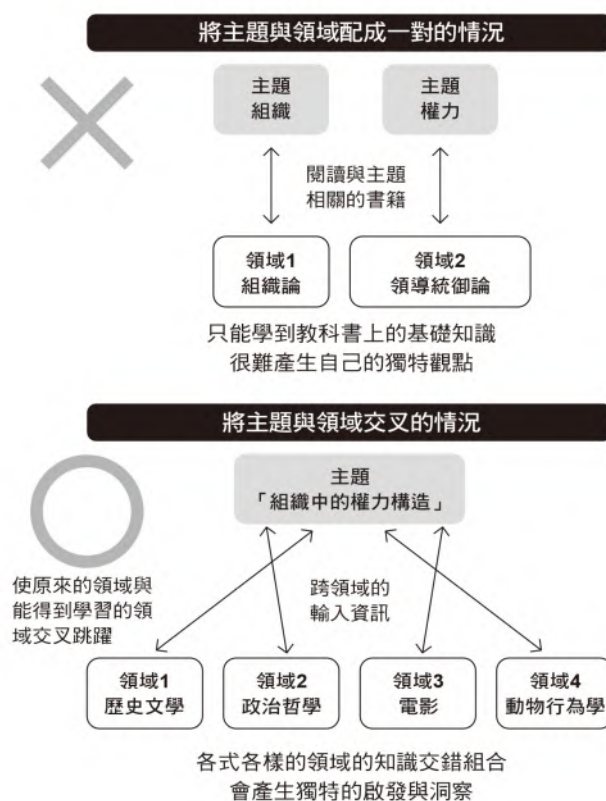 將主題與領域配成一對的情況
主題
組織
主題
權力
閱讀與主題
相關的書籍
領域1
組織論
領域2
領導統御論
只能學到教科書上的基礎知識
很難產生自己的獨特觀點
將主題與領域交叉的情況
主題
「組織中的權力構造」
使原來的領域與
能得到學習的領
域交叉跳躍
跨領域的
輸入資訊
領域1
歷史文學
領域2
政治哲學
領域3
電影
領域4
動物行為學
各式各樣的領域的知識交錯組合
會產生獨特的啟發與洞察